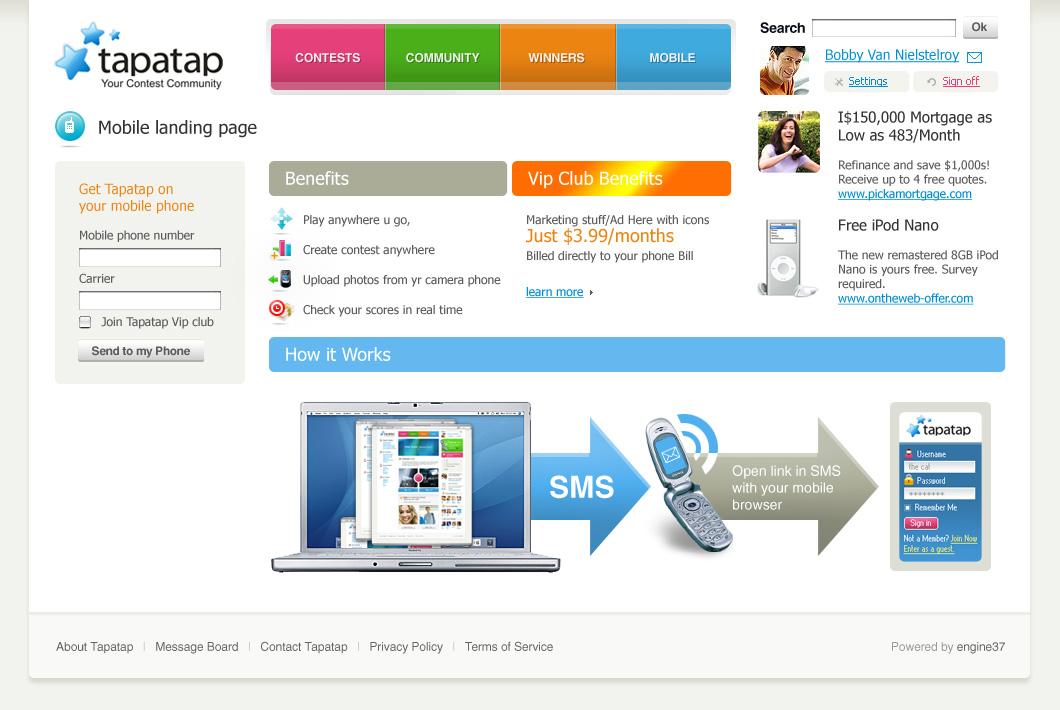 tapatap
Your Contest Community
CONTESTS
COMMUNITY
WINNERS
MOBILE
Search
Ok
Bobby Van Nielstelroy
Settings
Sign off
Mobile landing page
I$150,000 Mortgage as
Low as 483/Month
Refinance and save $1,000s!
Receive up to 4 free quotes.
www.pickamortgage.com
Free iPod Nano
The new remastered 8GB iPod
Nano is yours free. Survey
required.
www.ontheweb-offer.com
Get Tapatap on
your mobile phone
Mobile phone number
Carrier
Join Tapatap Vip club
Send to my Phone
Benefits
Play anywhere u go,
Create contest anywhere
Upload photos from yr camera phone
Check your scores in real time
Vip Club Benefits
Marketing stuff/Ad Here with icons
Just $3.99/months
Billed directly to your phone Bill
learn more
How it Works
SMS
Open link in SMS
with your mobile
browser
tapatap
Username
the cal
Password
********
Remember Me
Sign in
Not a Member? Join Now
Enter as a guest.
About Tapatap
Message Board
Contact Tapatap
Privacy Policy
Terms of Service
Powered by engine37